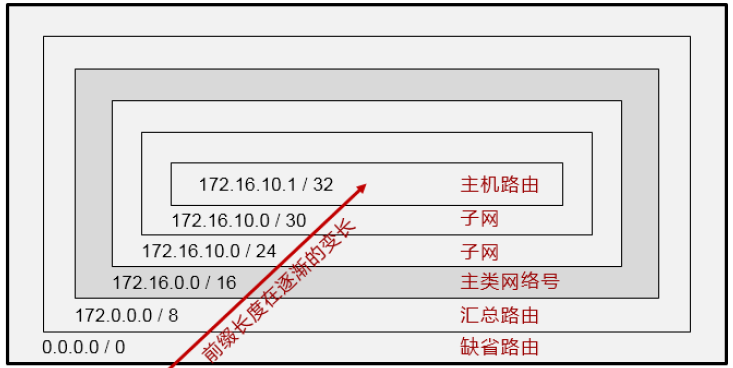 172.16.10.1 / 32 主机路由
172.16.10.0 / 30 子网
172.16.10.0 / 24 子网
172.16.0.0 / 16 主类网络号
172.0.0.0 / 8 汇总路由
0.0.0.0 / 0 缺省路由
前缀长度在逐渐的变长